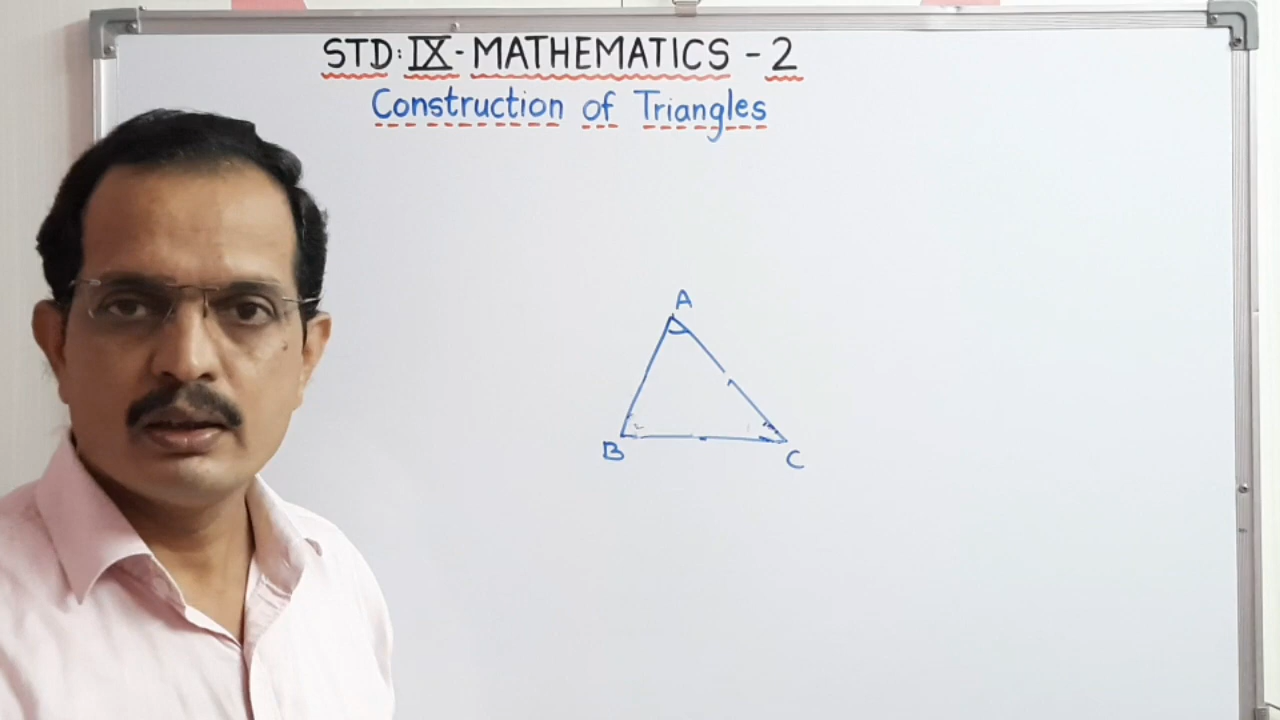 STD: IX - MATHEMATICS - 2
Construction of Triangles
A
B
C